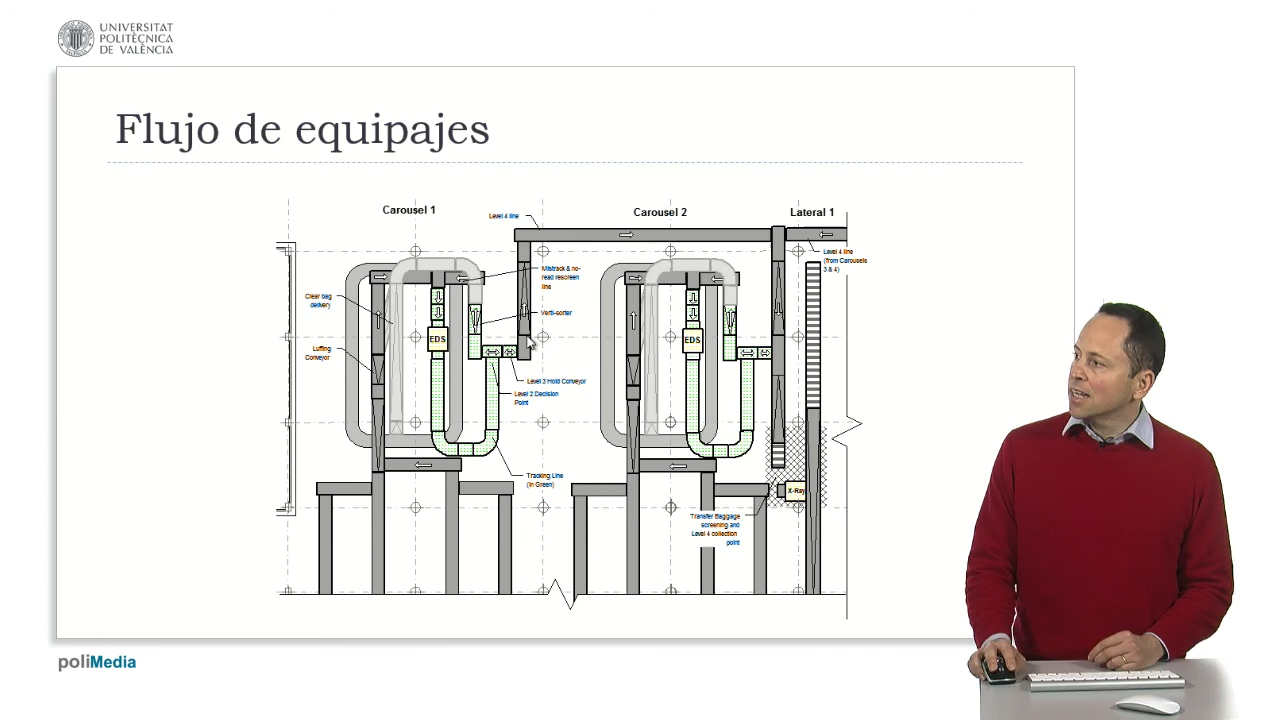 UNIVERSITAT
POLITÈCNICA
DE VALÈNCIA
Flujo de equipajes
Carousel 1
Carousel 2
Lateral 1
Level 4 line
Level 4 line
(from Carousels
3 & 4)
Mistrack & no-
read rescreen
line
Clear bag
delivery
Verti-sorter
EDS
EDS
Luffing
Conveyor
Level 3 Hold Conveyor
Level 2 Decision
Point
Tracking Line
(in Green)
X-Ray
Transfer Baggage
screening and
Level 4 collection
point
poliMedia